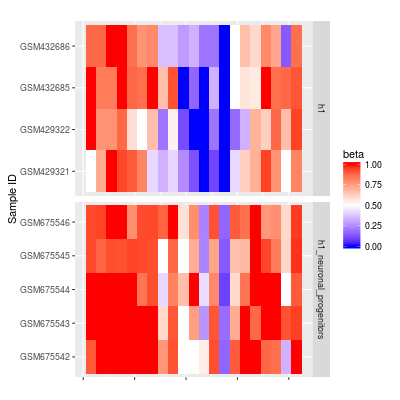 GSM432686
GSM432685
GSM429322
GSM429321
h1
GSM675546
GSM675545
GSM675544
GSM675543
GSM675542
h1_neuronal_progenitors
Sample ID
beta
1.00
0.75
0.50
0.25
0.00